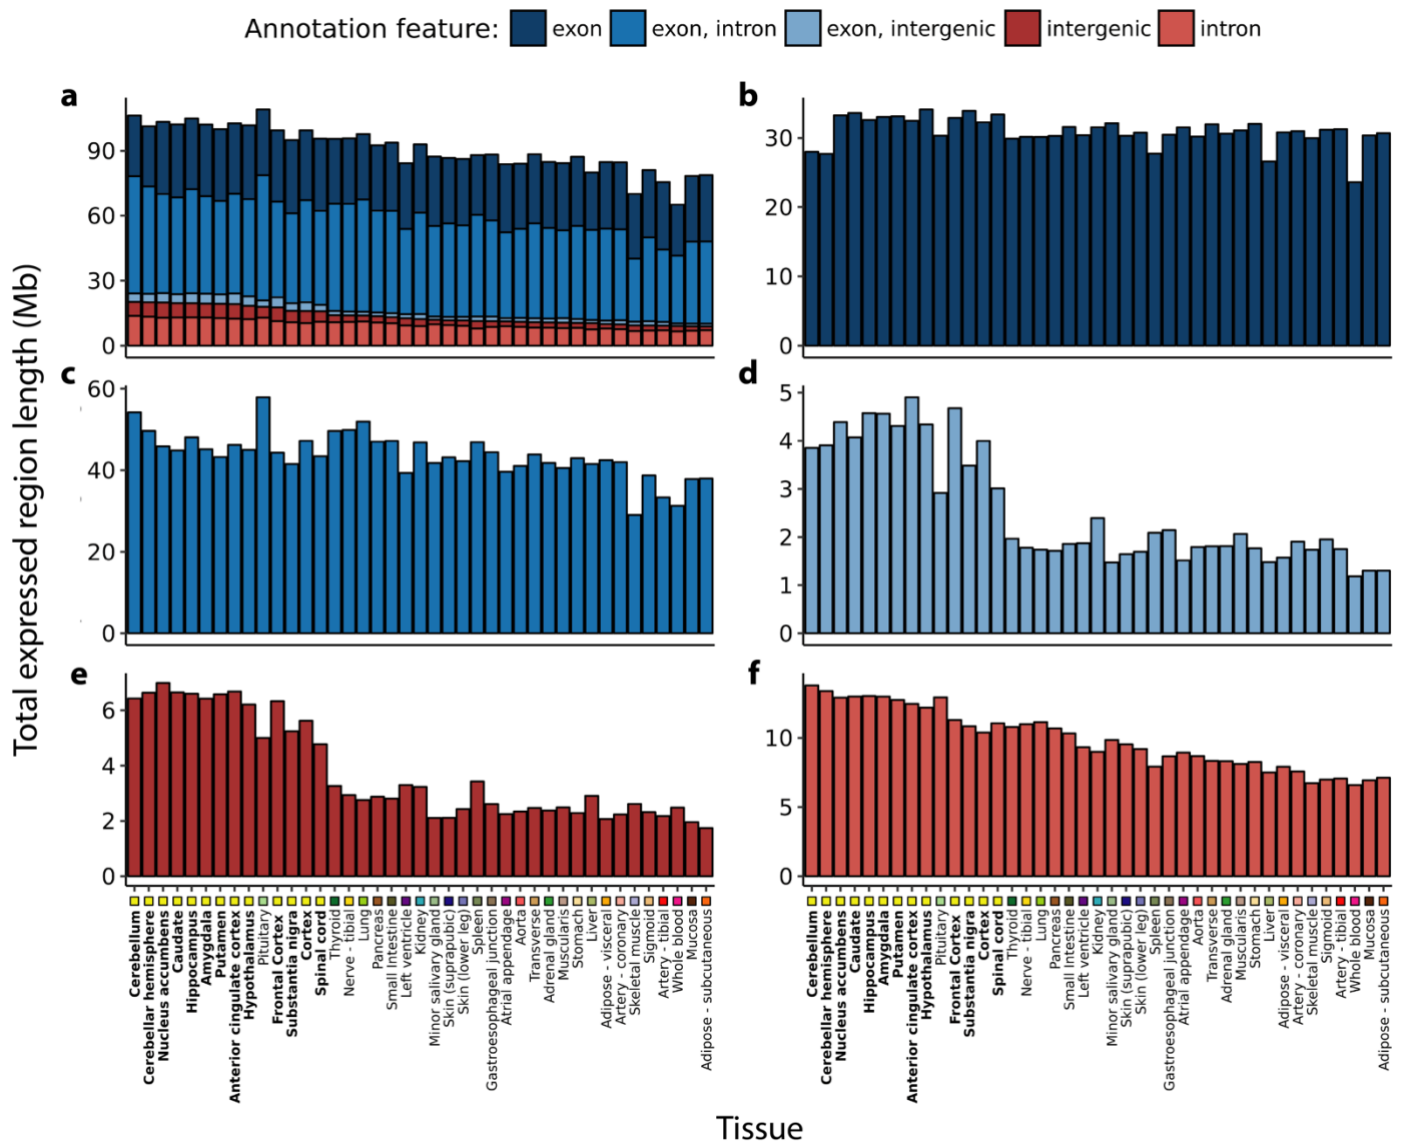 Annotation feature: exon exon, intron exon, intergenic intergenic intron
a
90
60
30
0
b
30
20
10
0
Total expressed region length (Mb)
c
60
40
20
0
d
5
4
3
2
1
0
e
6
4
2
0
f
10
5
0
Cerebellum
Cerebellar hemisphere
Nucleus accumbens
Caudate
Hippocampus
Amygdala
Putamen
Anterior cingulate cortex
Hypothalamus
Pituitary
Frontal Cortex
Substantia nigra
Cortex
Spinal cord
Thyroid
Nerve - tibial
Lung
Pancreas
Small Intestine
Left ventricle
Kidney
Minor salivary gland
Skin (suprapubic)
Skin (lower leg)
Spleen
Gastroesophageal junction
Atrial appendage
Aorta
Transverse
Adrenal gland
Muscularis
Stomach
Liver
Adipose - visceral
Artery - coronary
Skeletal muscle
Sigmoid
Artery - tibial
Whole blood
Mucosa
Adipose - subcutaneous
Cerebellum
Cerebellar hemisphere
Nucleus accumbens
Caudate
Hippocampus
Amygdala
Putamen
Anterior cingulate cortex
Hypothalamus
Pituitary
Frontal Cortex
Substantia nigra
Cortex
Spinal cord
Thyroid
Nerve - tibial
Lung
Pancreas
Small Intestine
Left ventricle
Kidney
Minor salivary gland
Skin (suprapubic)
Skin (lower leg)
Spleen
Gastroesophageal junction
Atrial appendage
Aorta
Transverse
Adrenal gland
Muscularis
Stomach
Liver
Adipose - visceral
Artery - coronary
Skeletal muscle
Sigmoid
Artery - tibial
Whole blood
Mucosa
Adipose - subcutaneous
Tissue